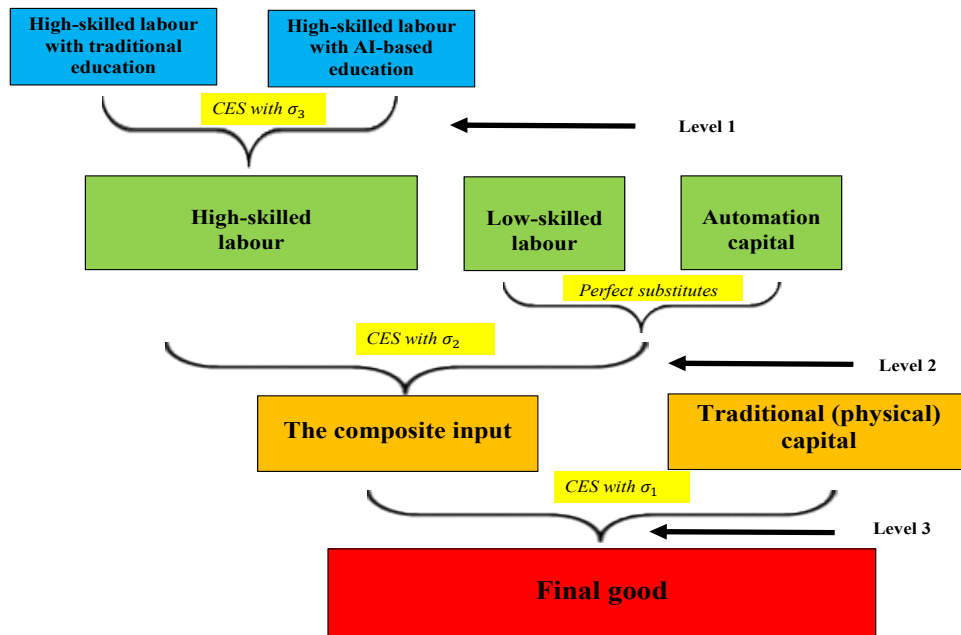 High-skilled labour
with traditional
education
High-skilled labour
with AI-based
education
CES with σ₃
Level 1
High-skilled
labour
Low-skilled
labour
Automation
capital
Perfect substitutes
CES with σ₂
Level 2
The composite input
Traditional (physical)
capital
CES with σ₁
Level 3
Final good